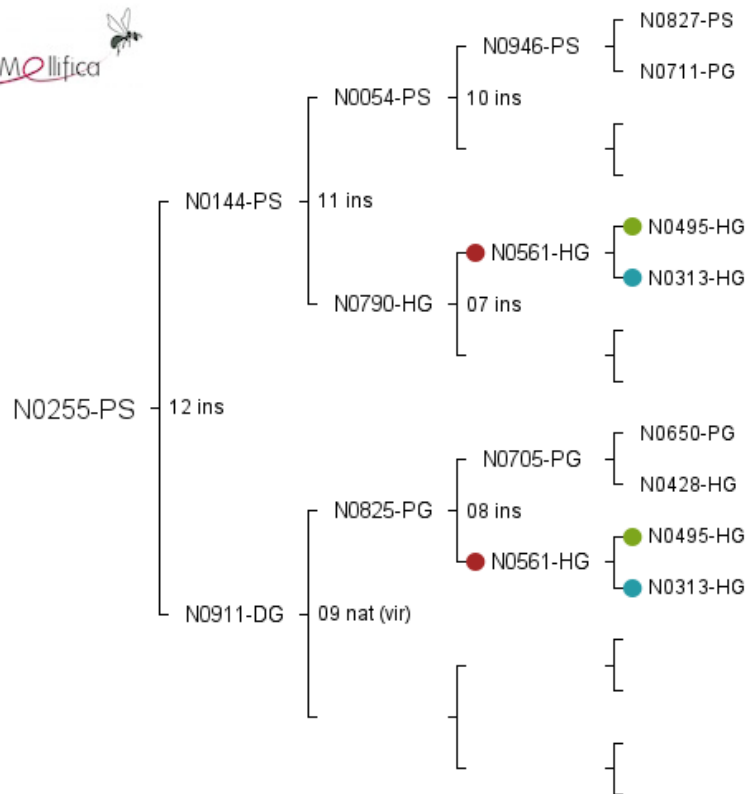 Mellifica
N0827-PS
N0946-PS
N0711-PG
N0054-PS
10 ins
N0144-PS
11 ins
N0495-HG
N0561-HG
N0313-HG
N0790-HG
07 ins
N0255-PS
12 ins
N0650-PG
N0705-PG
N0428-HG
N0825-PG
08 ins
N0495-HG
N0561-HG
N0313-HG
N0911-DG
09 nat (vir)